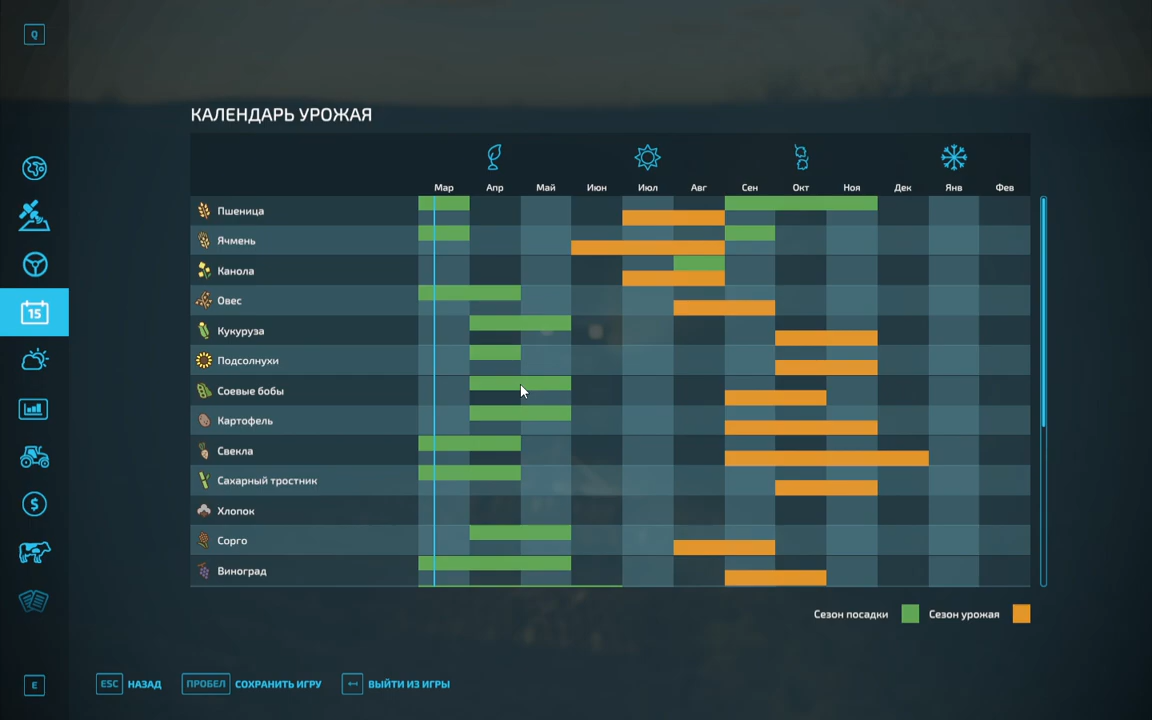 Q
КАЛЕНДАРЬ УРОЖАЯ
Мар Апр Май Июн Июл Авг Сен Окт Ноя Дек Янв Фев
Пшеница
Ячмень
Канола
Овес
15
Кукуруза
Подсолнухи
Соевые бобы
Картофель
Свекла
Сахарный тростник
$
Хлопок
Сорго
Виноград
Сезон посадки Сезон урожая
E ESC НАЗАД ПРОБЕЛ СОХРАНИТЬ ИГРУ ВЫЙТИ ИЗ ИГРЫ